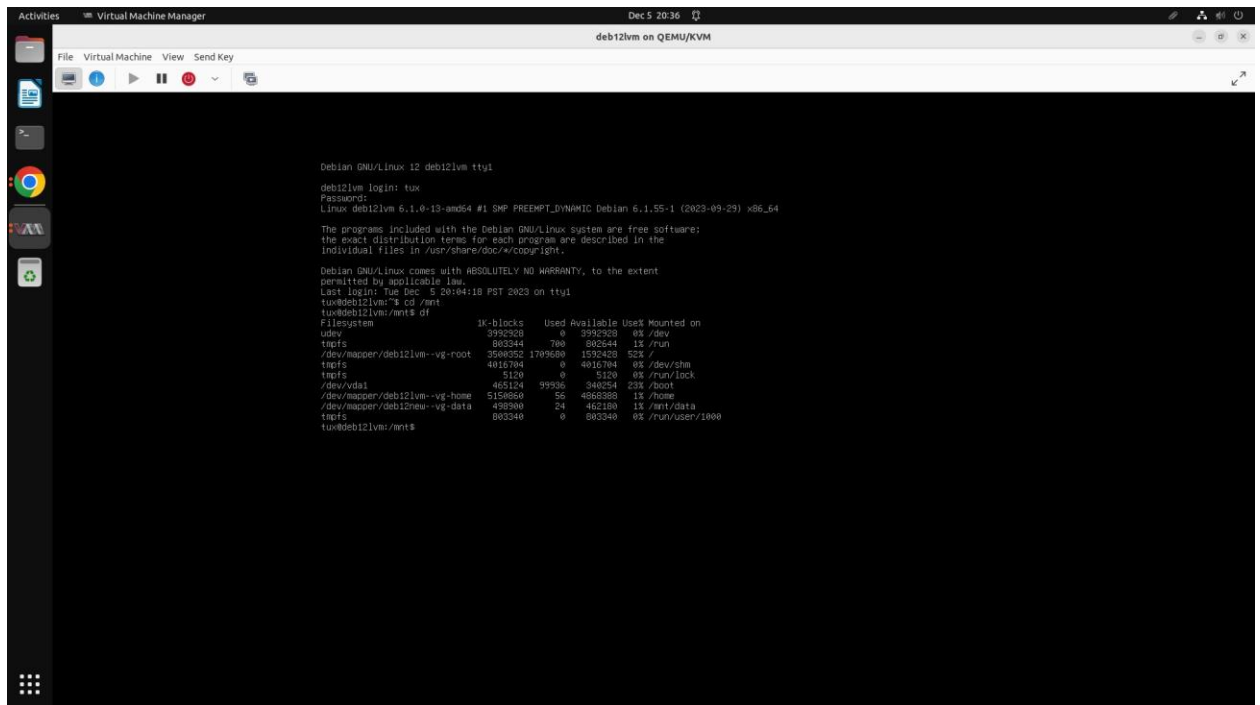 Activities Virtual Machine Manager Dec 5 20:36
deb12lvm on QEMU/KVM
File Virtual Machine View Send Key
Debian GNU/Linux 12 deb12lvm tty1
deb12lvm login: tux
Password:
Linux deb12lvm 6.1.0-13-amd64 #1 SMP PREEMPT_DYNAMIC Debian 6.1.55-1 (2023-09-29) x86_64
The programs included with the Debian GNU/Linux system are free software;
the exact distribution terms for each program are described in the
individual files in /usr/share/doc/*/copyright.
Debian GNU/Linux comes with ABSOLUTELY NO WARRANTY, to the extent
permitted by applicable law.
Last login: Tue Dec  5 20:04:18 PST 2023 on tty1
tux@deb12lvm:~$ cd /mnt
tux@deb12lvm:/mnt$ df
Filesystem 1K-blocks Used Available Use% Mounted on
udev 3992928 0 3992928 0% /dev
tmpfs 803344 700 802644 1% /run
/dev/mapper/deb12lvm--vg-root 3500352 1709680 1592428 52% /
tmpfs 4016704 0 4016704 0% /dev/shm
tmpfs 5120 0 5120 0% /run/lock
/dev/vda1 465124 99936 340254 23% /boot
/dev/mapper/deb12lvm--vg-home 5150860 56 4868388 1% /home
/dev/mapper/deb12new--vg-data 498900 24 462180 1% /mnt/data
tmpfs 803340 0 803340 0% /run/user/1000
tux@deb12lvm:/mnt$